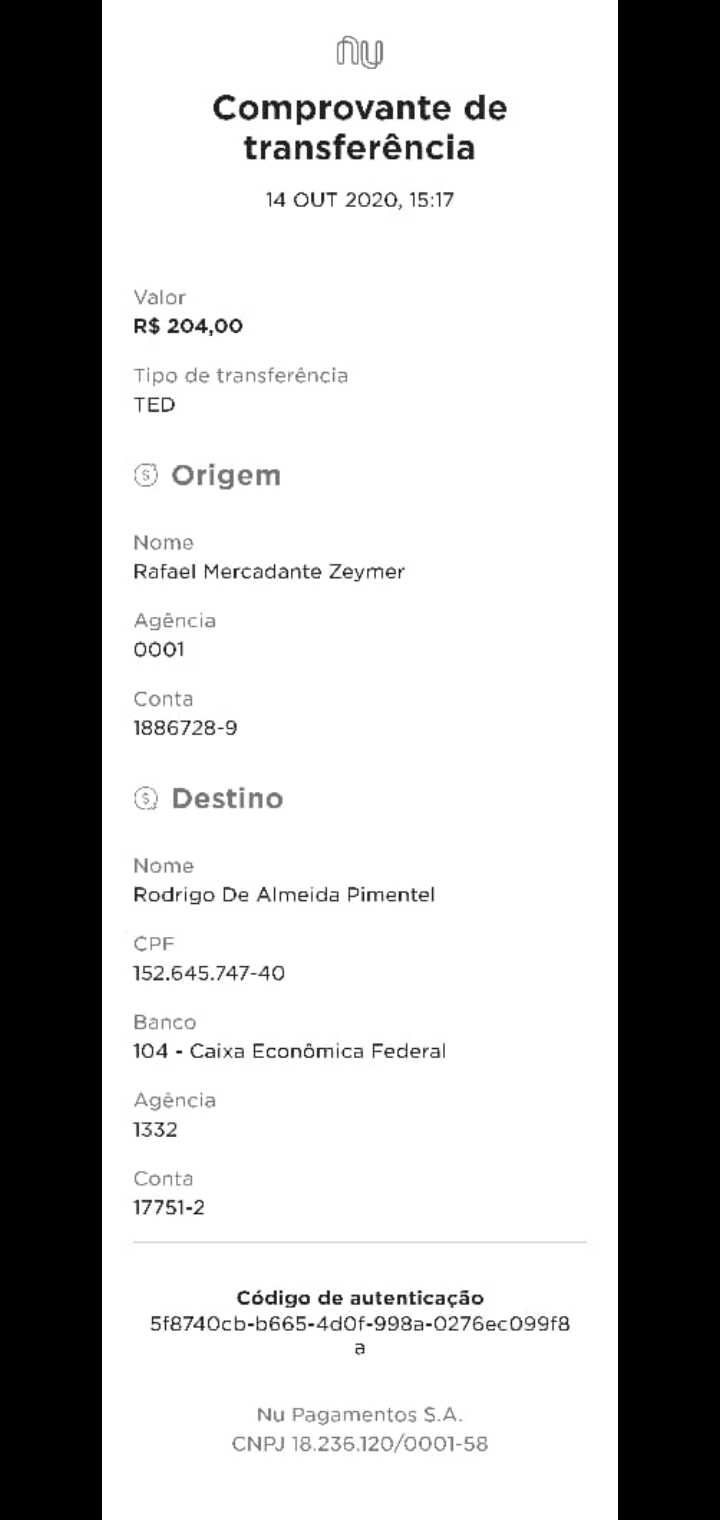 nu
Comprovante de
transferência
14 OUT 2020, 15:17
Valor
R$ 204,00
Tipo de transferência
TED
Origem
Nome
Rafael Mercadante Zeymer
Agência
0001
Conta
1886728-9
Destino
Nome
Rodrigo De Almeida Pimentel
CPF
152.645.747-40
Banco
104 - Caixa Econômica Federal
Agência
1332
Conta
17751-2
Código de autenticação
5f8740cb-b665-4d0f-998a-0276ec099f8
a
Nu Pagamentos S.A.
CNPJ 18.236.120/0001-58